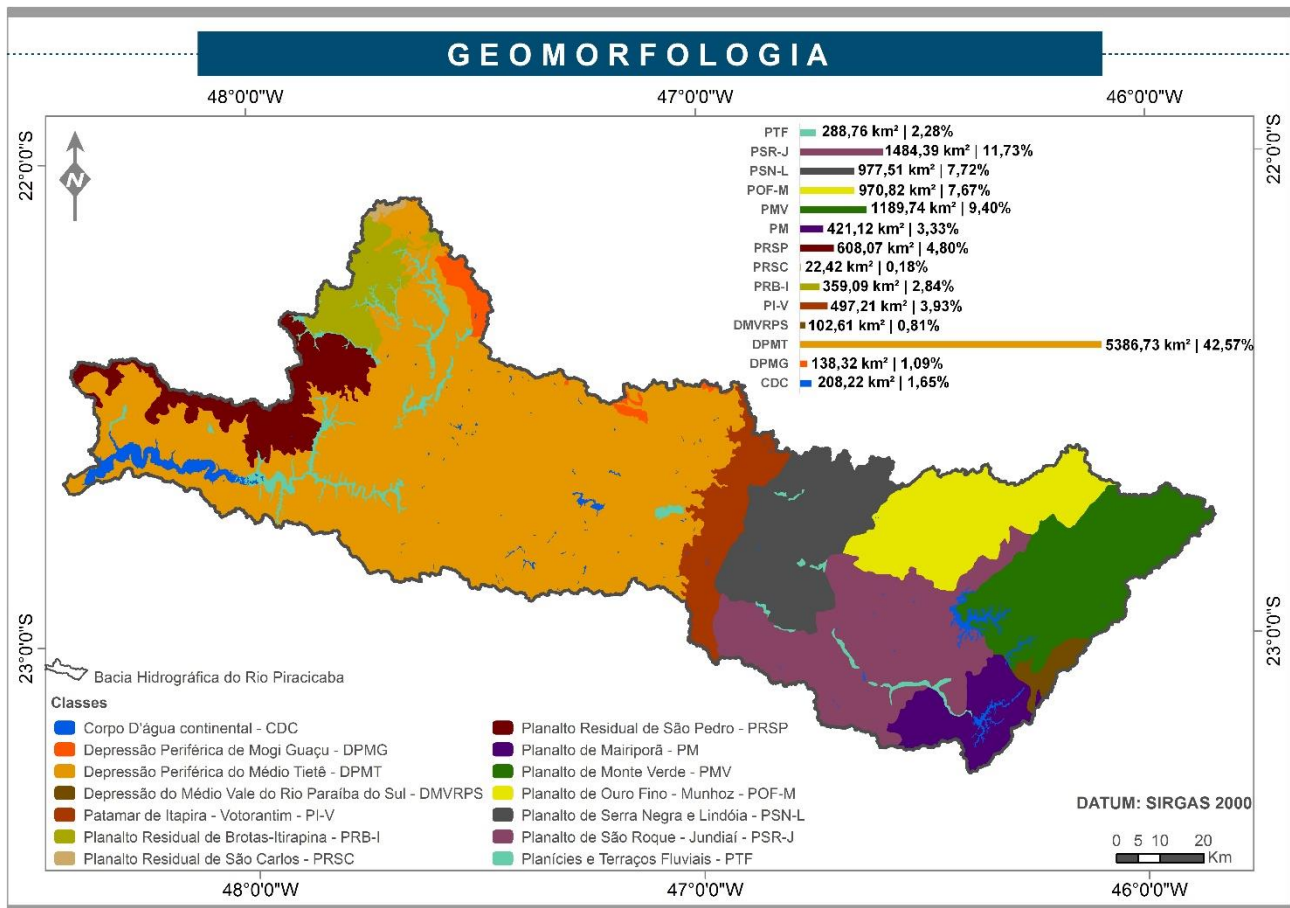 GEOMORFOLOGIA
48°0'0"W
47°0'0"W
46°0'0"W
22°0'0"S
22°0'0"S
N
PTF 288,76 km² | 2,28%
PSR-J 1484,39 km² | 11,73%
PSN-L 977,51 km² | 7,72%
POF-M 970,82 km² | 7,67%
PMV 1189,74 km² | 9,40%
PM 421,12 km² | 3,33%
PRSP 608,07 km² | 4,80%
PRSC 22,42 km² | 0,18%
PRB-I 359,09 km² | 2,84%
PI-V 497,21 km² | 3,93%
DMVRPS 102,61 km² | 0,81%
DPMT 5386,73 km² | 42,57%
DPMG 138,32 km² | 1,09%
CDC 208,22 km² | 1,65%
23°0'0"S
23°0'0"S
Bacia Hidrográfica do Rio Piracicaba
Classes
Corpo D'água continental - CDC
Depressão Periférica de Mogi Guaçu - DPMG
Depressão Periférica do Médio Tietê - DPMT
Depressão do Médio Vale do Rio Paraíba do Sul - DMVRPS
Patamar de Itapira - Votorantim - PI-V
Planalto Residual de Brotas-Itirapina - PRB-I
Planalto Residual de São Carlos - PRSC
Planalto Residual de São Pedro - PRSP
Planalto de Mairiporã - PM
Planalto de Monte Verde - PMV
Planalto de Ouro Fino - Munhoz - POF-M
Planalto de Serra Negra e Lindóia - PSN-L
Planalto de São Roque - Jundiaí - PSR-J
Planícies e Terraços Fluviais - PTF
DATUM: SIRGAS 2000
0 5 10 20
Km
48°0'0"W
47°0'0"W
46°0'0"W